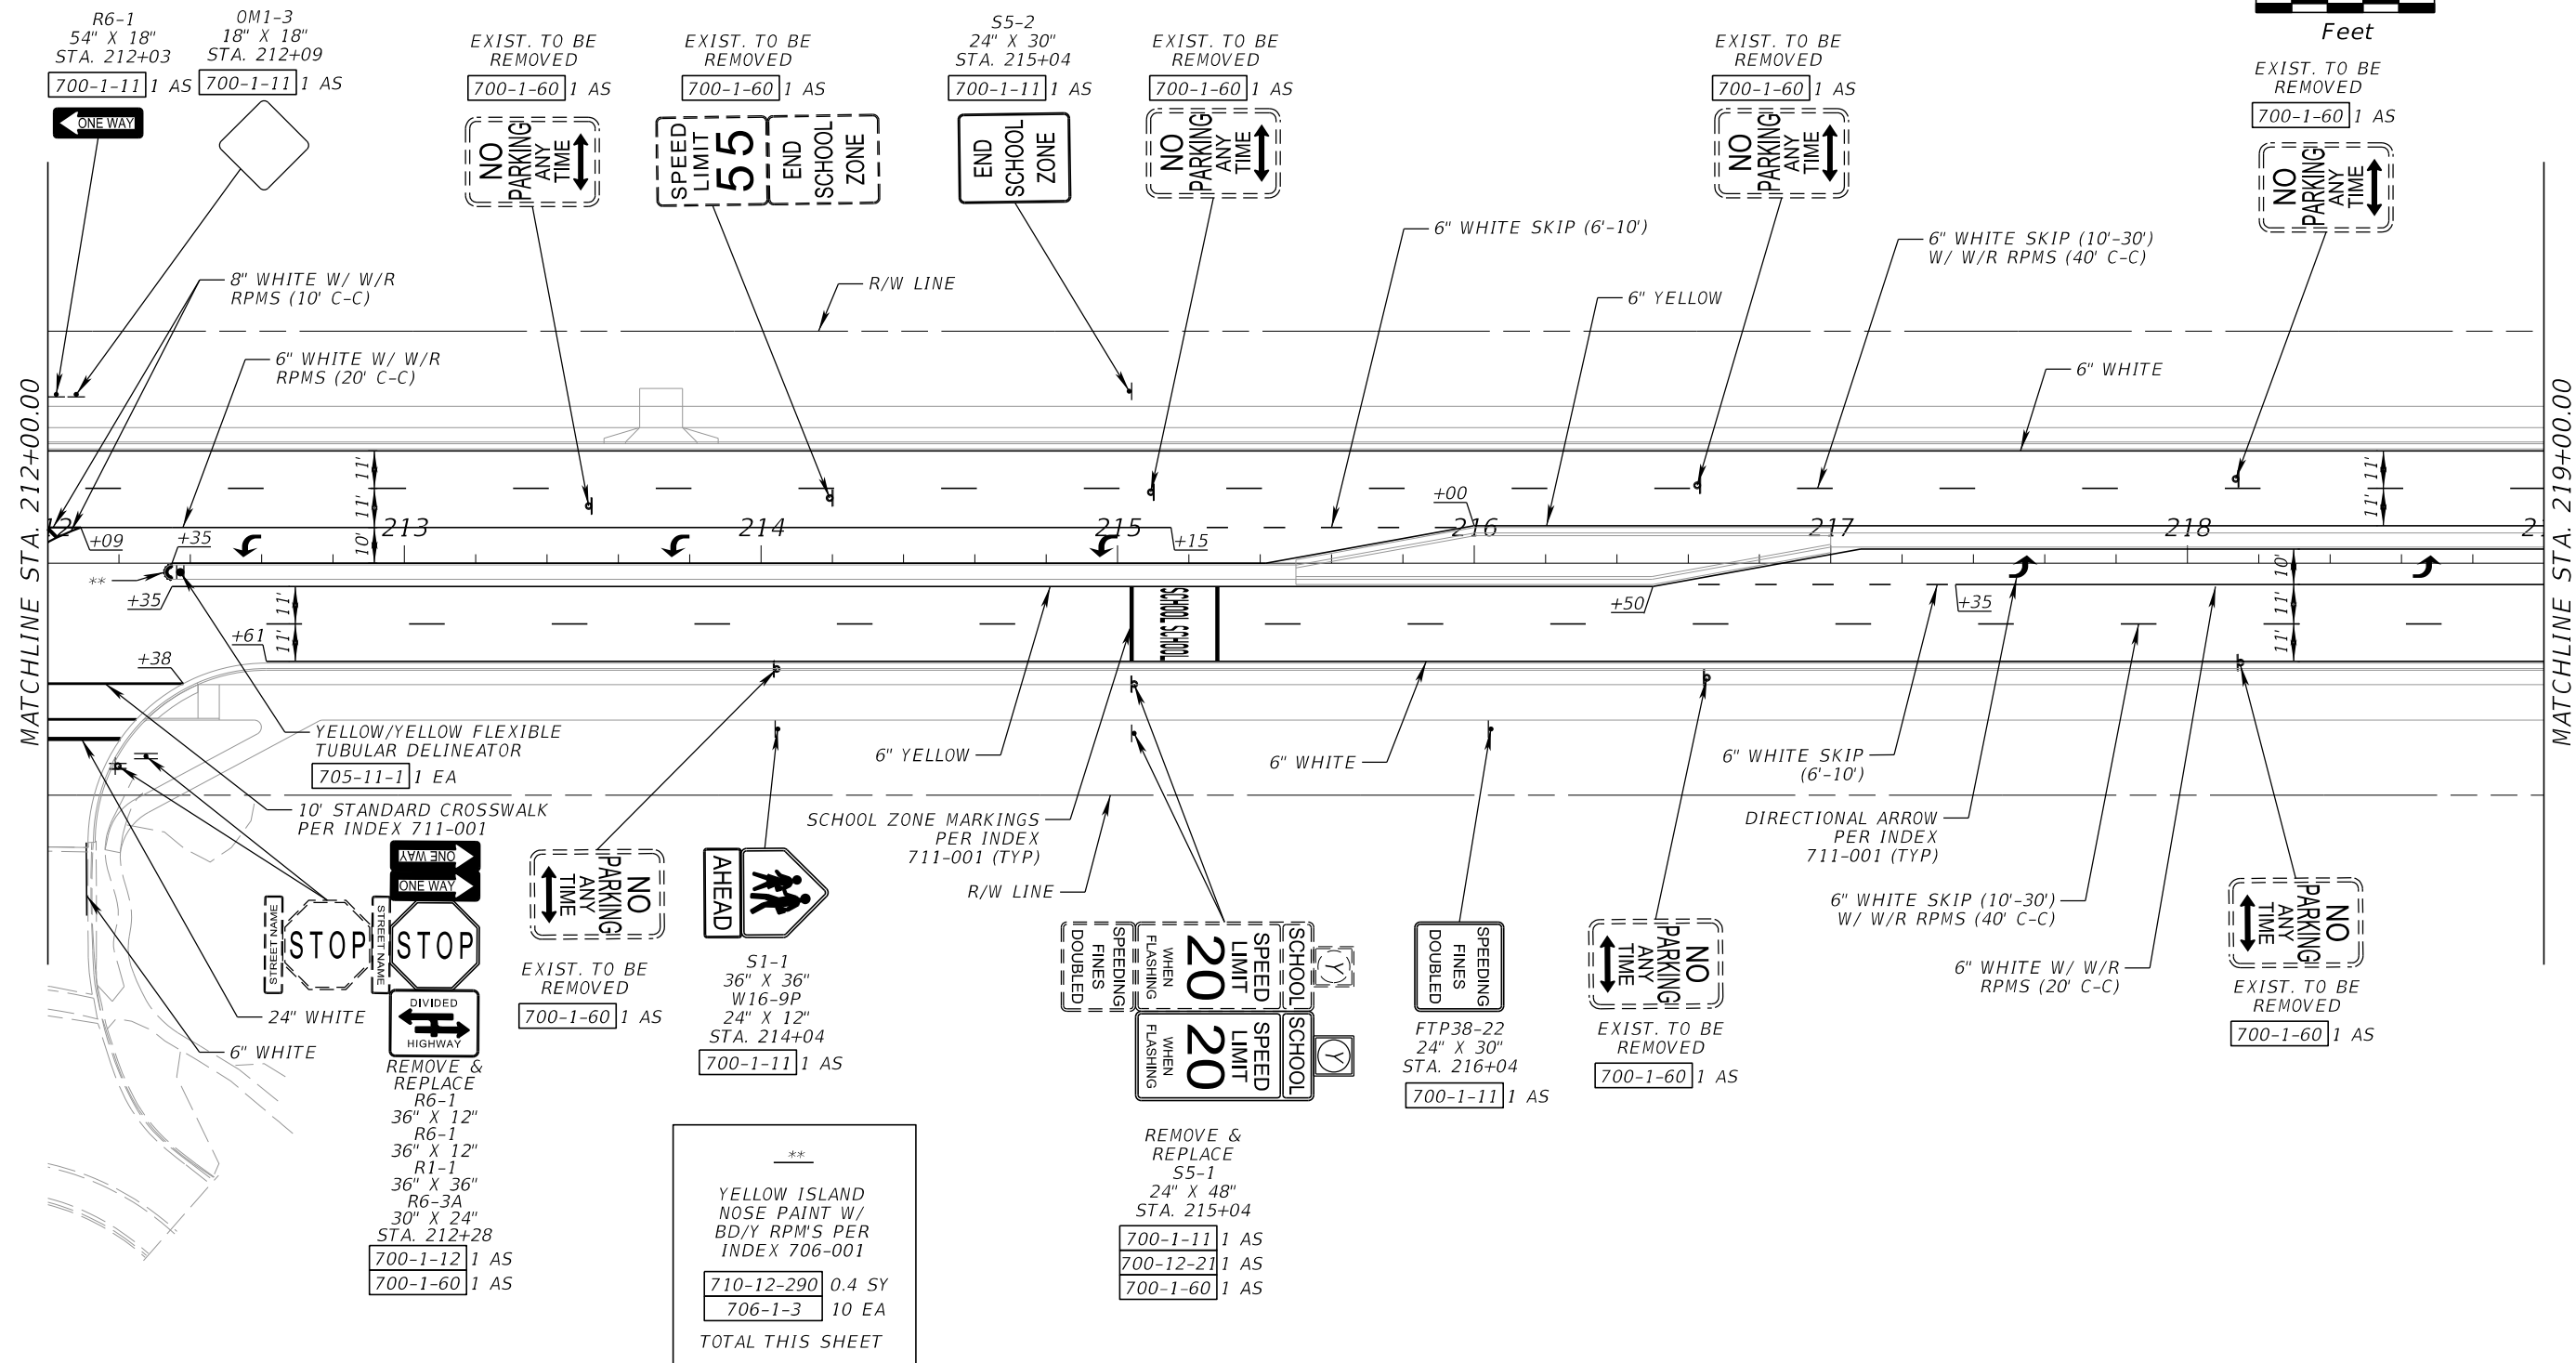 R6-1
54" X 18"
STA. 212+03
700-1-11 1 AS
ONE WAY
OM1-3
18" X 18"
STA. 212+09
700-1-11 1 AS
EXIST. TO BE
REMOVED
700-1-60 1 AS
NO
PARKING
ANY
TIME
EXIST. TO BE
REMOVED
700-1-60 1 AS
SPEED
LIMIT
55
END
SCHOOL
ZONE
S5-2
24" X 30"
STA. 215+04
700-1-11 1 AS
END
SCHOOL
ZONE
EXIST. TO BE
REMOVED
700-1-60 1 AS
NO
PARKING
ANY
TIME
EXIST. TO BE
REMOVED
700-1-60 1 AS
NO
PARKING
ANY
TIME
Feet
EXIST. TO BE
REMOVED
700-1-60 1 AS
NO
PARKING
ANY
TIME
8" WHITE W/ W/R
RPMS (10' C-C)
6" WHITE W/ W/R
RPMS (20' C-C)
R/W LINE
6" WHITE SKIP (6'-10')
6" YELLOW
6" WHITE SKIP (10'-30')
W/ W/R RPMS (40' C-C)
6" WHITE
MATCHLINE STA. 212+00.00
MATCHLINE STA. 219+00.00
11'
11'
10'
11'
11'
+00
12
213
214
215
216
217
218
21
+09
+35
+15
**
+35
+61
+38
11'
11'
SCHOOL SCHOOL
+50
+35
10'
11'
11'
YELLOW/YELLOW FLEXIBLE
TUBULAR DELINEATOR
705-11-1 1 EA
10' STANDARD CROSSWALK
PER INDEX 711-001
6" YELLOW
6" WHITE
6" WHITE SKIP
(6'-10')
SCHOOL ZONE MARKINGS
PER INDEX
711-001 (TYP)
R/W LINE
DIRECTIONAL ARROW
PER INDEX
711-001 (TYP)
6" WHITE SKIP (10'-30')
W/ W/R RPMS (40' C-C)
6" WHITE W/ W/R
RPMS (20' C-C)
24" WHITE
6" WHITE
ONE WAY
ONE WAY
STREET NAME
STOP
STREET NAME
STOP
DIVIDED
HIGHWAY
REMOVE &
REPLACE
R6-1
36" X 12"
R6-1
36" X 12"
R1-1
36" X 36"
R6-3A
30" X 24"
STA. 212+28
700-1-12 1 AS
700-1-60 1 AS
NO
PARKING
ANY
TIME
EXIST. TO BE
REMOVED
700-1-60 1 AS
AHEAD
S1-1
36" X 36"
W16-9P
24" X 12"
STA. 214+04
700-1-11 1 AS
**
YELLOW ISLAND
NOSE PAINT W/
BD/Y RPM'S PER
INDEX 706-001
710-12-290 0.4 SY
706-1-3 10 EA
TOTAL THIS SHEET
SPEEDING
FINES
DOUBLED
SCHOOL
SPEED
LIMIT
20
WHEN
FLASHING
Y
SCHOOL
SPEED
LIMIT
20
WHEN
FLASHING
Y
REMOVE &
REPLACE
S5-1
24" X 48"
STA. 215+04
700-1-11 1 AS
700-12-21 1 AS
700-1-60 1 AS
SPEEDING
FINES
DOUBLED
FTP38-22
24" X 30"
STA. 216+04
700-1-11 1 AS
NO
PARKING
ANY
TIME
EXIST. TO BE
REMOVED
700-1-60 1 AS
NO
PARKING
ANY
TIME
EXIST. TO BE
REMOVED
700-1-60 1 AS